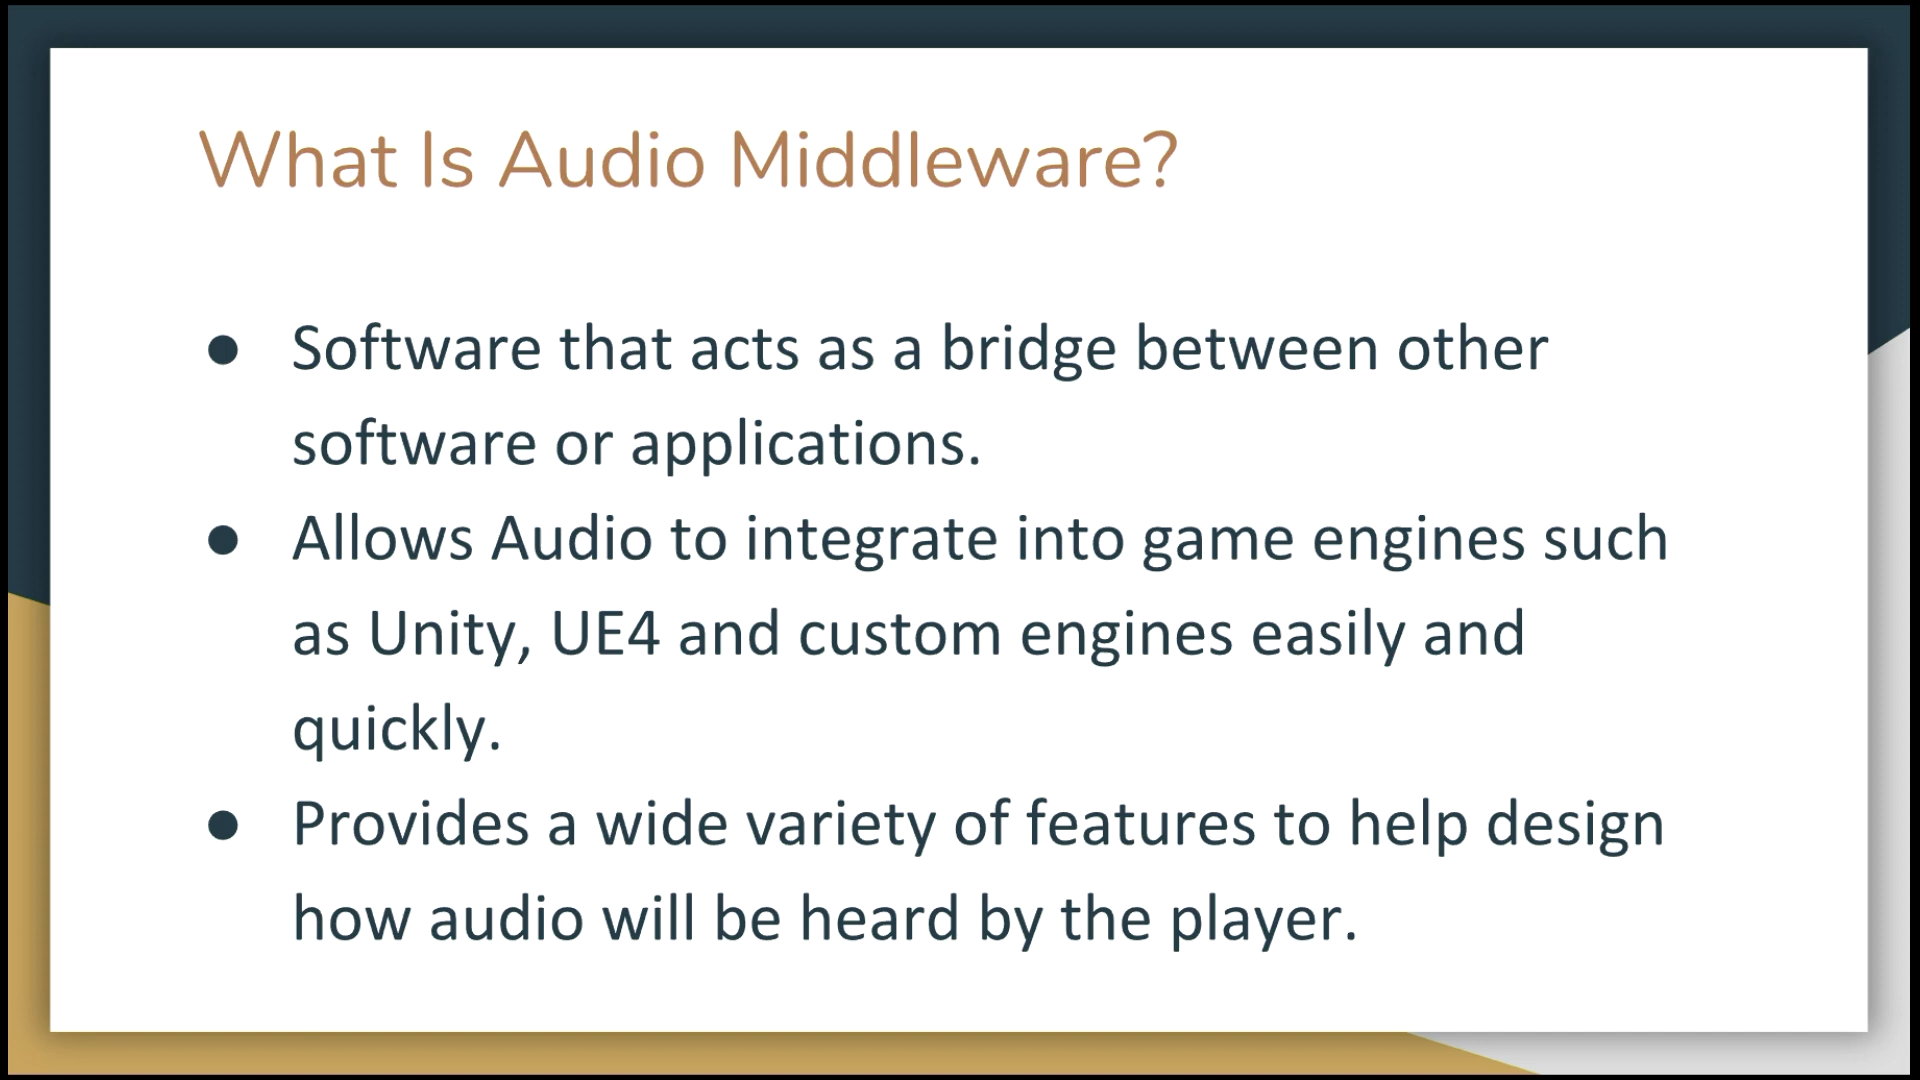 What Is Audio Middleware?
● Software that acts as a bridge between other
software or applications.
● Allows Audio to integrate into game engines such
as Unity, UE4 and custom engines easily and
quickly.
● Provides a wide variety of features to help design
how audio will be heard by the player.